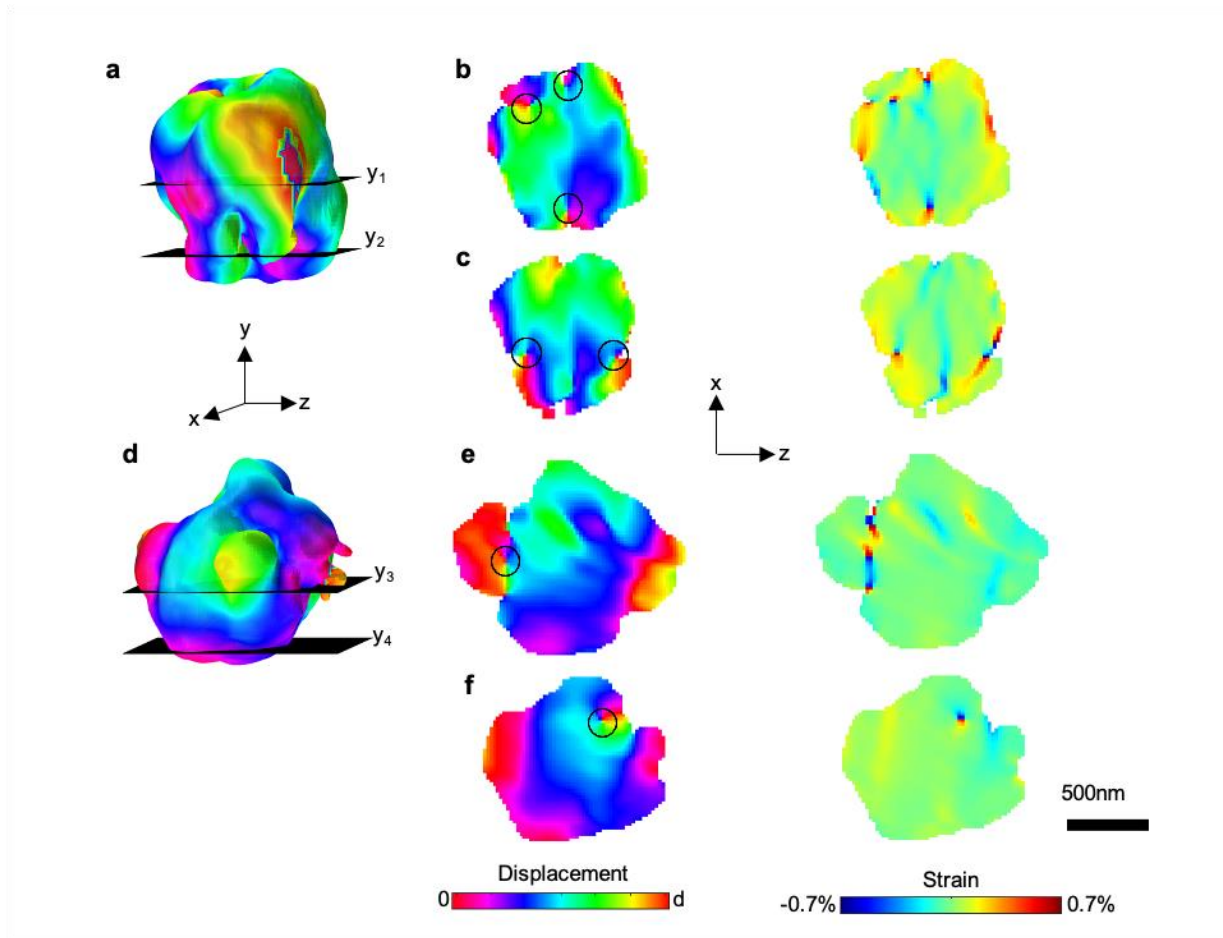 a
b
y1
y2
c
y
x
z
x
z
d
e
y3
y4
f
500nm
Displacement
0
d
Strain
-0.7%
0.7%